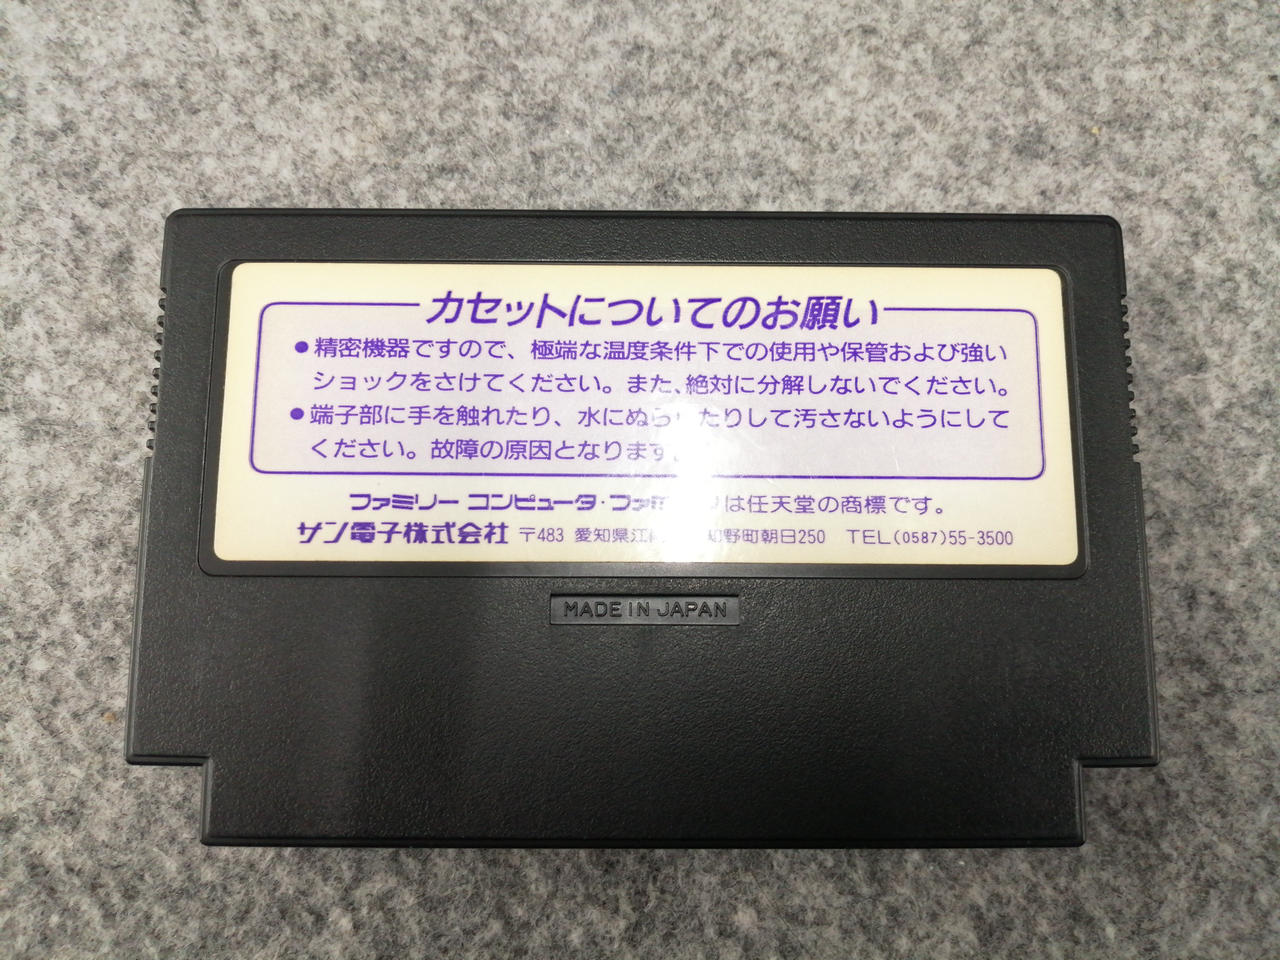 カセットについてのお願い
●精密機器ですので、極端な温度条件下での使用や保管および強い
ショックをさけてください。また、絶対に分解しないでください。
●端子部に手を触れたり、水にぬら たりして汚さないようにして
ください。故障の原因となります
ファミリー コンピュータ・ファミ は任天堂の商標です。
サン電子株式会社 〒483 愛知県江 野町朝日250 TEL(0587)55-3500
MADE IN JAPAN